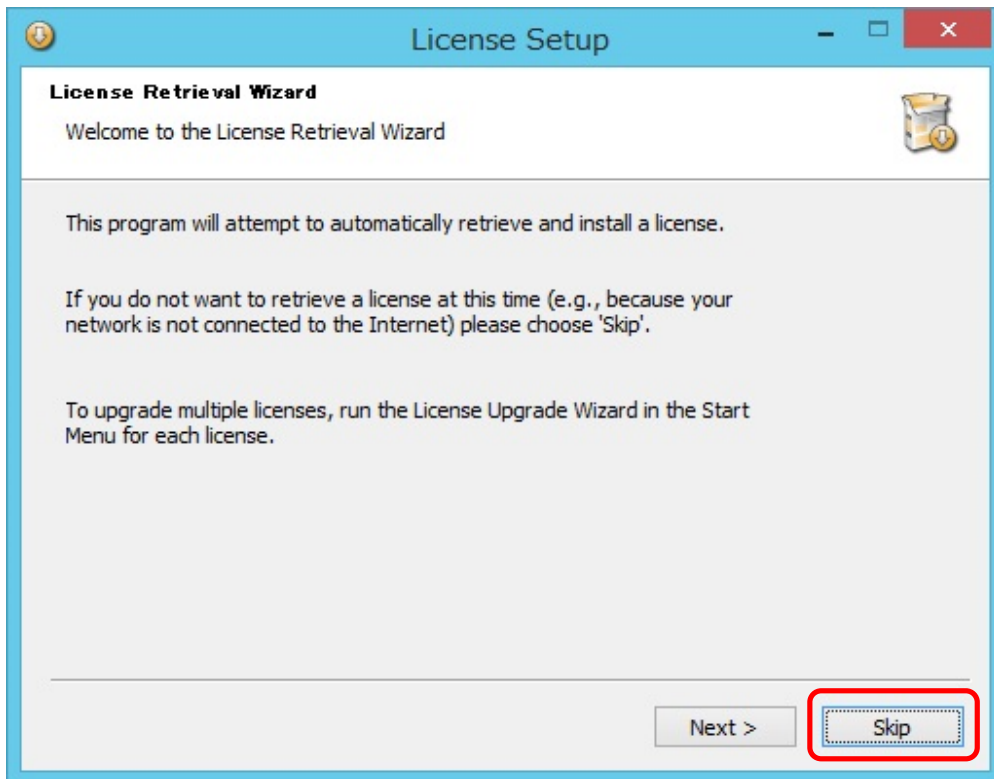 License Setup
License Retrieval Wizard
Welcome to the License Retrieval Wizard
This program will attempt to automatically retrieve and install a license.
If you do not want to retrieve a license at this time (e.g., because your
network is not connected to the Internet) please choose 'Skip'.
To upgrade multiple licenses, run the License Upgrade Wizard in the Start
Menu for each license.
Next >
Skip